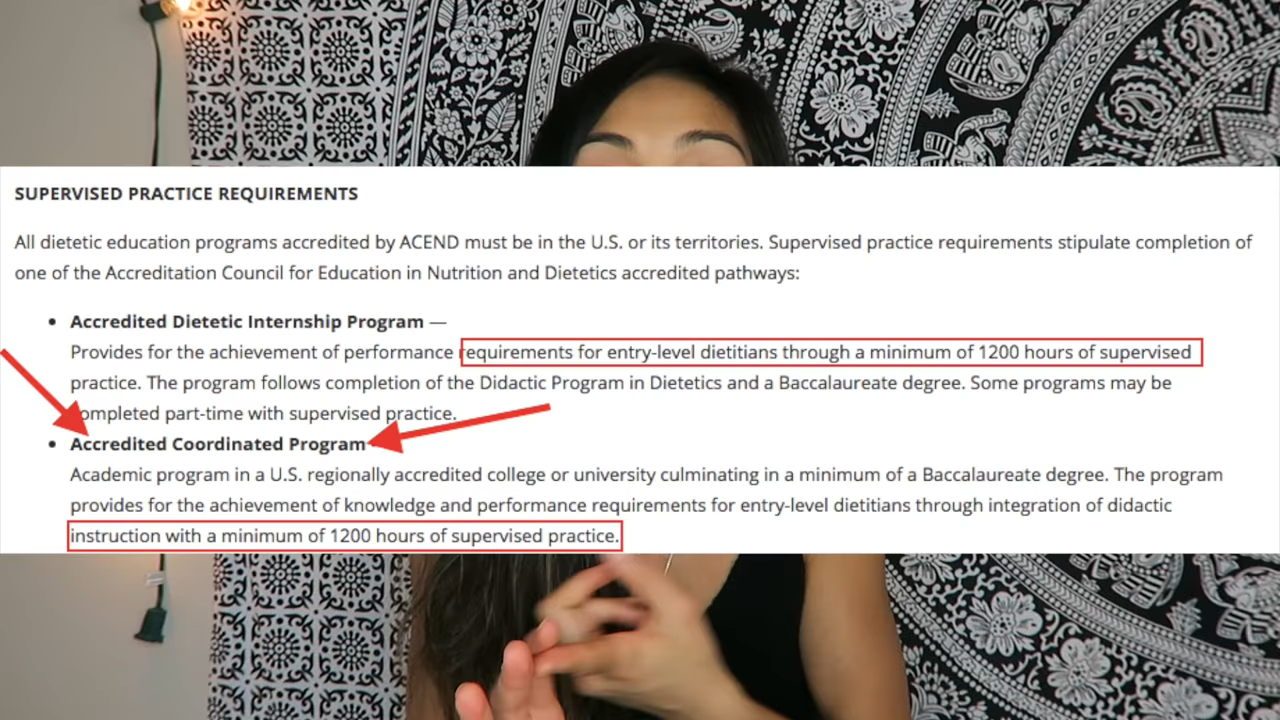 SUPERVISED PRACTICE REQUIREMENTS
All dietetic education programs accredited by ACEND must be in the U.S. or its territories. Supervised practice requirements stipulate completion of
one of the Accreditation Council for Education in Nutrition and Dietetics accredited pathways:
• Accredited Dietetic Internship Program —
Provides for the achievement of performance requirements for entry-level dietitians through a minimum of 1200 hours of supervised
practice. The program follows completion of the Didactic Program in Dietetics and a Baccalaureate degree. Some programs may be
completed part-time with supervised practice.
• Accredited Coordinated Program
Academic program in a U.S. regionally accredited college or university culminating in a minimum of a Baccalaureate degree. The program
provides for the achievement of knowledge and performance requirements for entry-level dietitians through integration of didactic
instruction with a minimum of 1200 hours of supervised practice.